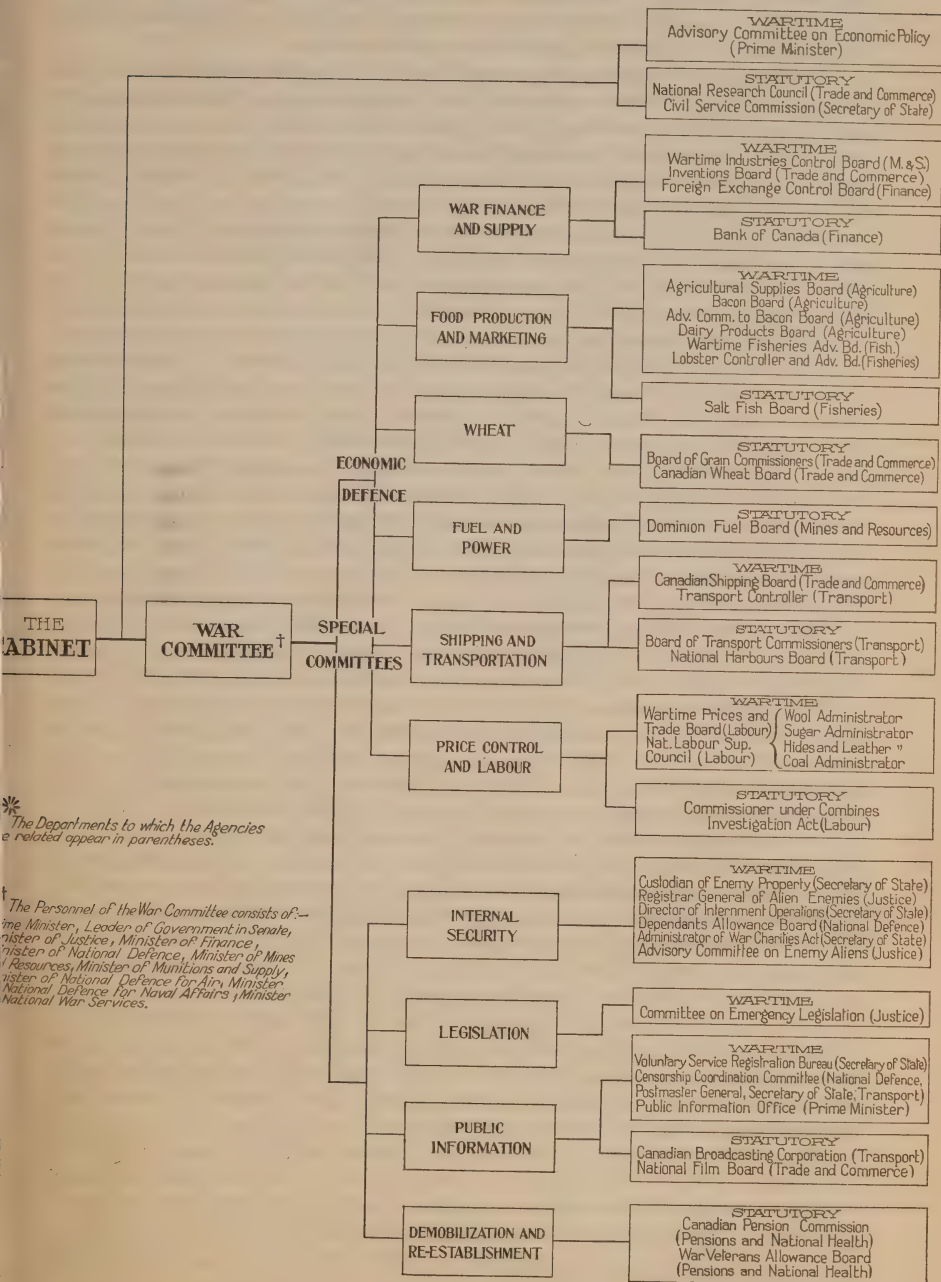 WARTIME
Advisory Committee on Economic Policy
(Prime Minister)
STATUTORY
National Research Council (Trade and Commerce)
Civil Service Commission (Secretary of State)
WARTIME
Wartime Industries Control Board (M. & S.)
Inventions Board (Trade and Commerce)
Foreign Exchange Control Board (Finance)
WAR FINANCE
AND SUPPLY
STATUTORY
Bank of Canada (Finance)
WARTIME
Agricultural Supplies Board (Agriculture)
Bacon Board (Agriculture)
Adv. Comm. to Bacon Board (Agriculture)
Dairy Products Board (Agriculture)
Wartime Fisheries Adv. Bd. (Fish.)
Lobster Controller and Adv. Bd. (Fisheries)
FOOD PRODUCTION
AND MARKETING
STATUTORY
Salt Fish Board (Fisheries)
WHEAT
STATUTORY
Board of Grain Commissioners (Trade and Commerce)
Canadian Wheat Board (Trade and Commerce)
ECONOMIC
DEFENCE
FUEL AND
POWER
STATUTORY
Dominion Fuel Board (Mines and Resources)
WARTIME
Canadian Shipping Board (Trade and Commerce)
Transport Controller (Transport)
THE
ABINET
WAR
COMMITTEE †
SPECIAL
COMMITTEES
SHIPPING AND
TRANSPORTATION
STATUTORY
Board of Transport Commissioners (Transport)
National Harbours Board (Transport)
WARTIME
Wartime Prices and { Wool Administrator
Trade Board (Labour) Sugar Administrator
Nat. Labour Sup. Hides and Leather "
Council (Labour) Coal Administrator
PRICE CONTROL
AND LABOUR
STATUTORY
Commissioner under Combines
Investigation Act (Labour)
*
The Departments to which the Agencies
e related appear in parentheses.
†
The Personnel of the War Committee consists of:—
ime Minister, Leader of Government in Senate,
nister of Justice, Minister of Finance,
nister of National Defence, Minister of Mines
d Resources, Minister of Munitions and Supply,
nister of National Defence for Air, Minister
National Defence for Naval Affairs, Minister
National War Services.
WARTIME
Custodian of Enemy Property (Secretary of State)
Registrar General of Alien Enemies (Justice)
Director of Internment Operations (Secretary of State)
Dependants Allowance Board (National Defence)
Administrator of War Charities Act (Secretary of State)
Advisory Committee on Enemy Aliens (Justice)
INTERNAL
SECURITY
LEGISLATION
WARTIME
Committee on Emergency Legislation (Justice)
WARTIME
Voluntary Service Registration Bureau (Secretary of State)
Censorship Coordination Committee (National Defence,
Postmaster General, Secretary of State, Transport)
Public Information Office (Prime Minister)
PUBLIC
INFORMATION
STATUTORY
Canadian Broadcasting Corporation (Transport)
National Film Board (Trade and Commerce)
DEMOBILIZATION AND
RE-ESTABLISHMENT
STATUTORY
Canadian Pension Commission
(Pensions and National Health)
War Veterans Allowance Board
(Pensions and National Health)